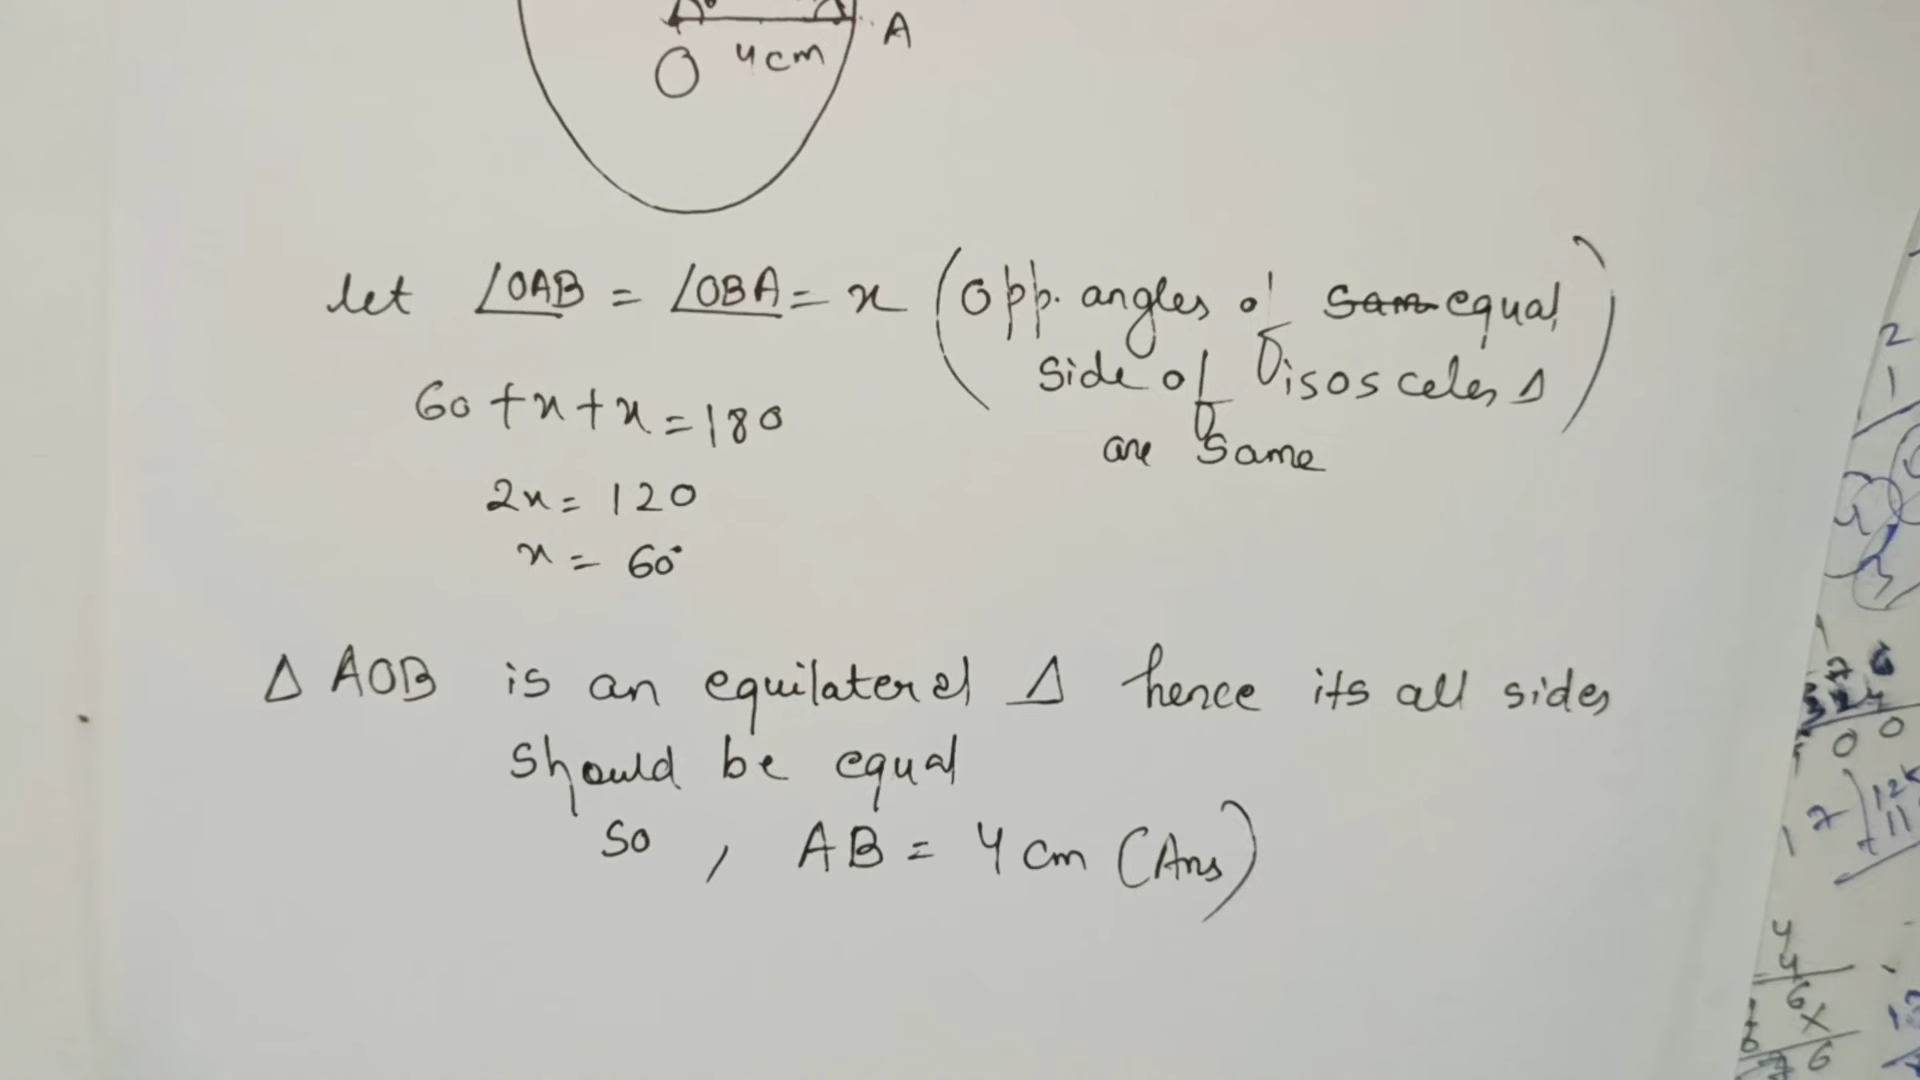 A
O 4cm
let ∠OAB = ∠OBA = x (Opp. angles of equal
side of isosceles Δ
are same)
60 + x + x = 180
2x = 120
x = 60°
Δ AOB is an equilateral Δ hence its all sides
should be equal
So , AB = 4 cm (Ans)